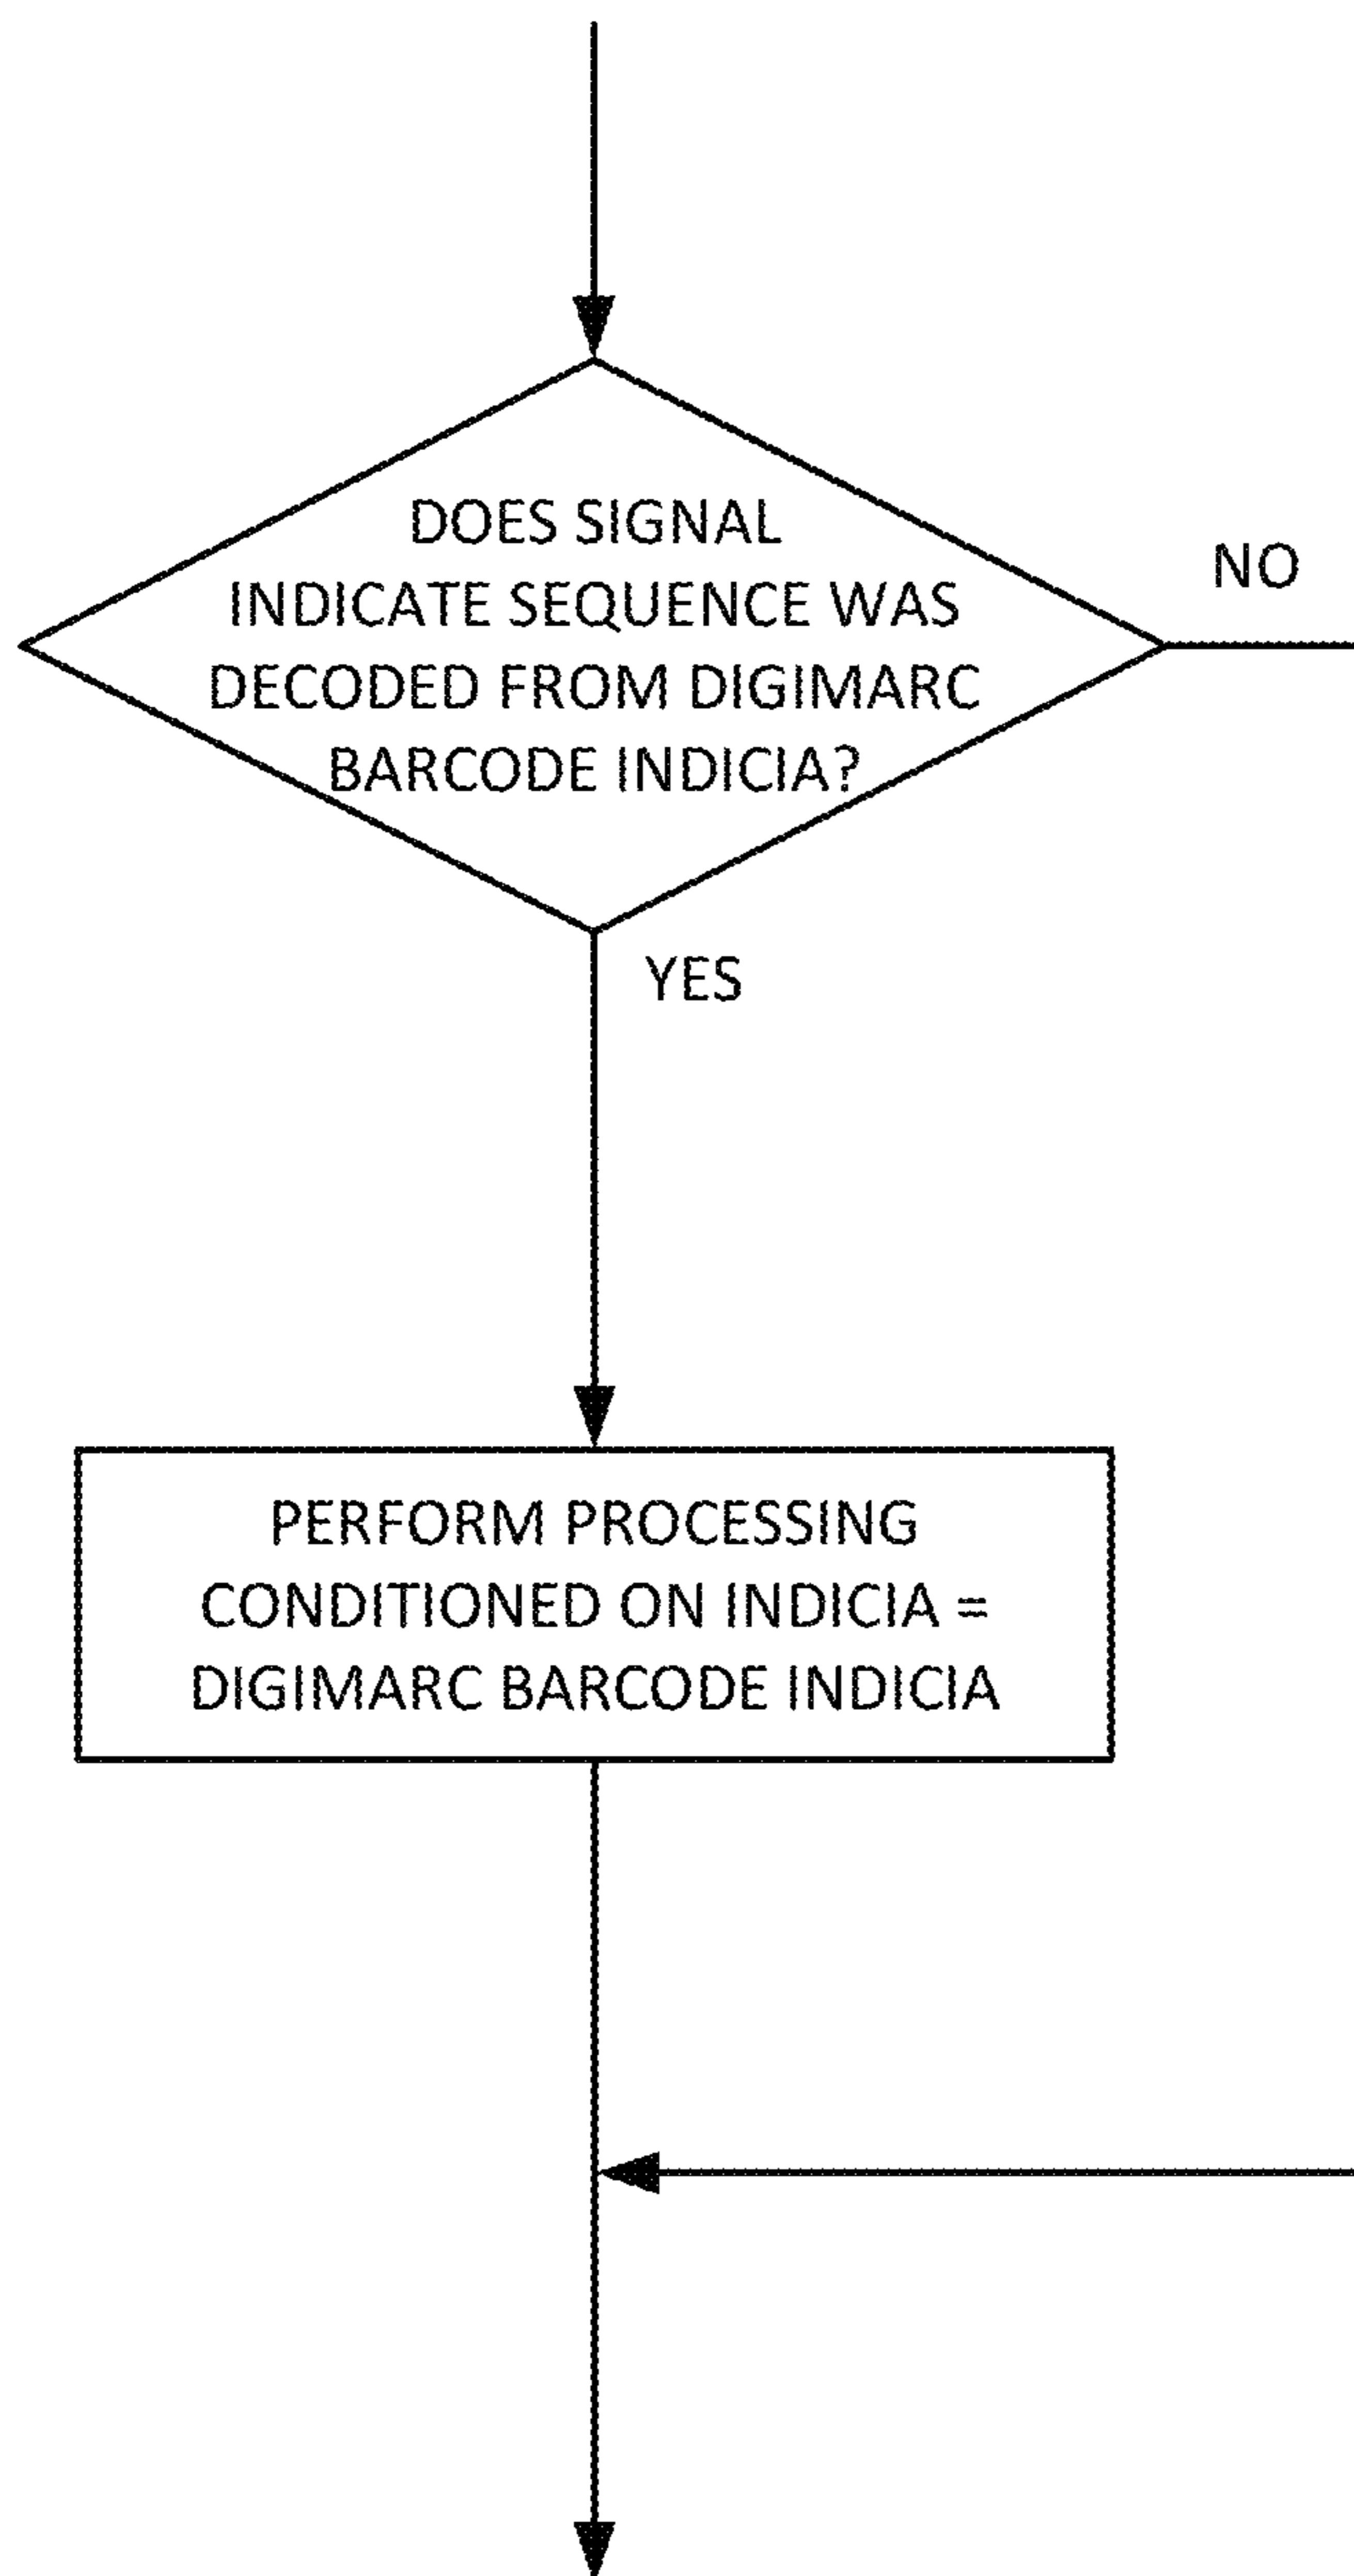 DOES SIGNAL
INDICATE SEQUENCE WAS
DECODED FROM DIGIMARC
BARCODE INDICIA?
NO
YES
PERFORM PROCESSING
CONDITIONED ON INDICIA =
DIGIMARC BARCODE INDICIA